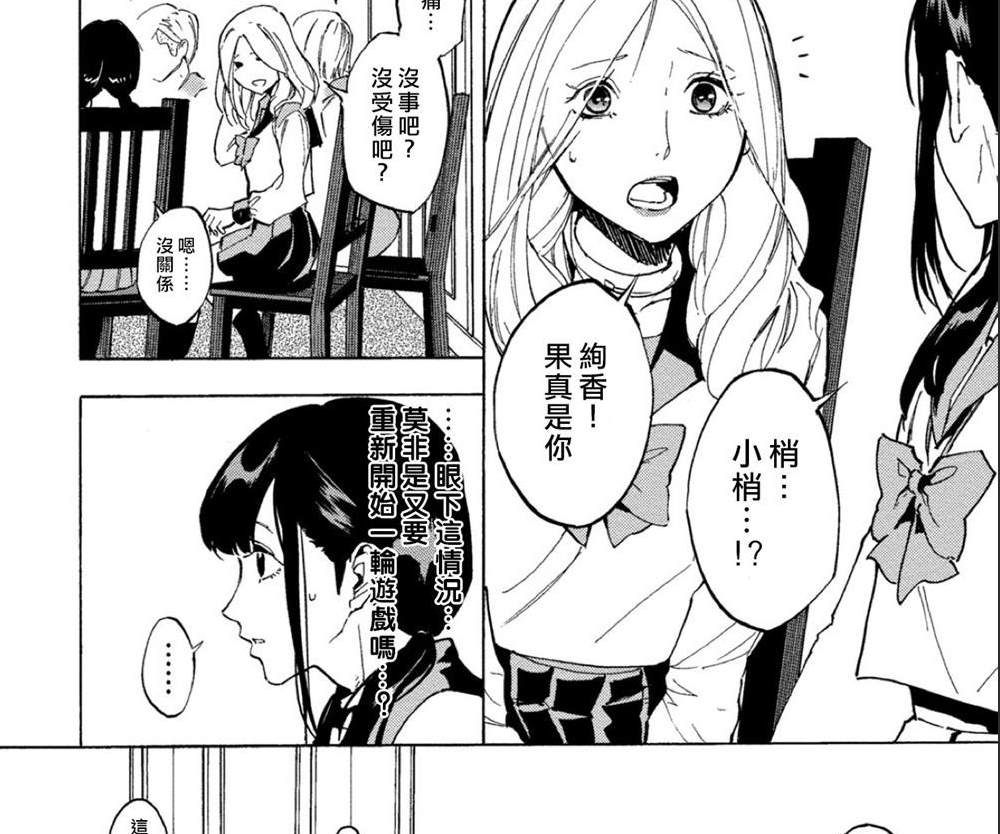 梢…
小梢…!?
絢香！
果真是你
痛…
沒事吧？
沒受傷吧？
嗯……
沒關係
……眼下這情況…
莫非是又要
重新開始一輪遊戲嗎…？
……
這